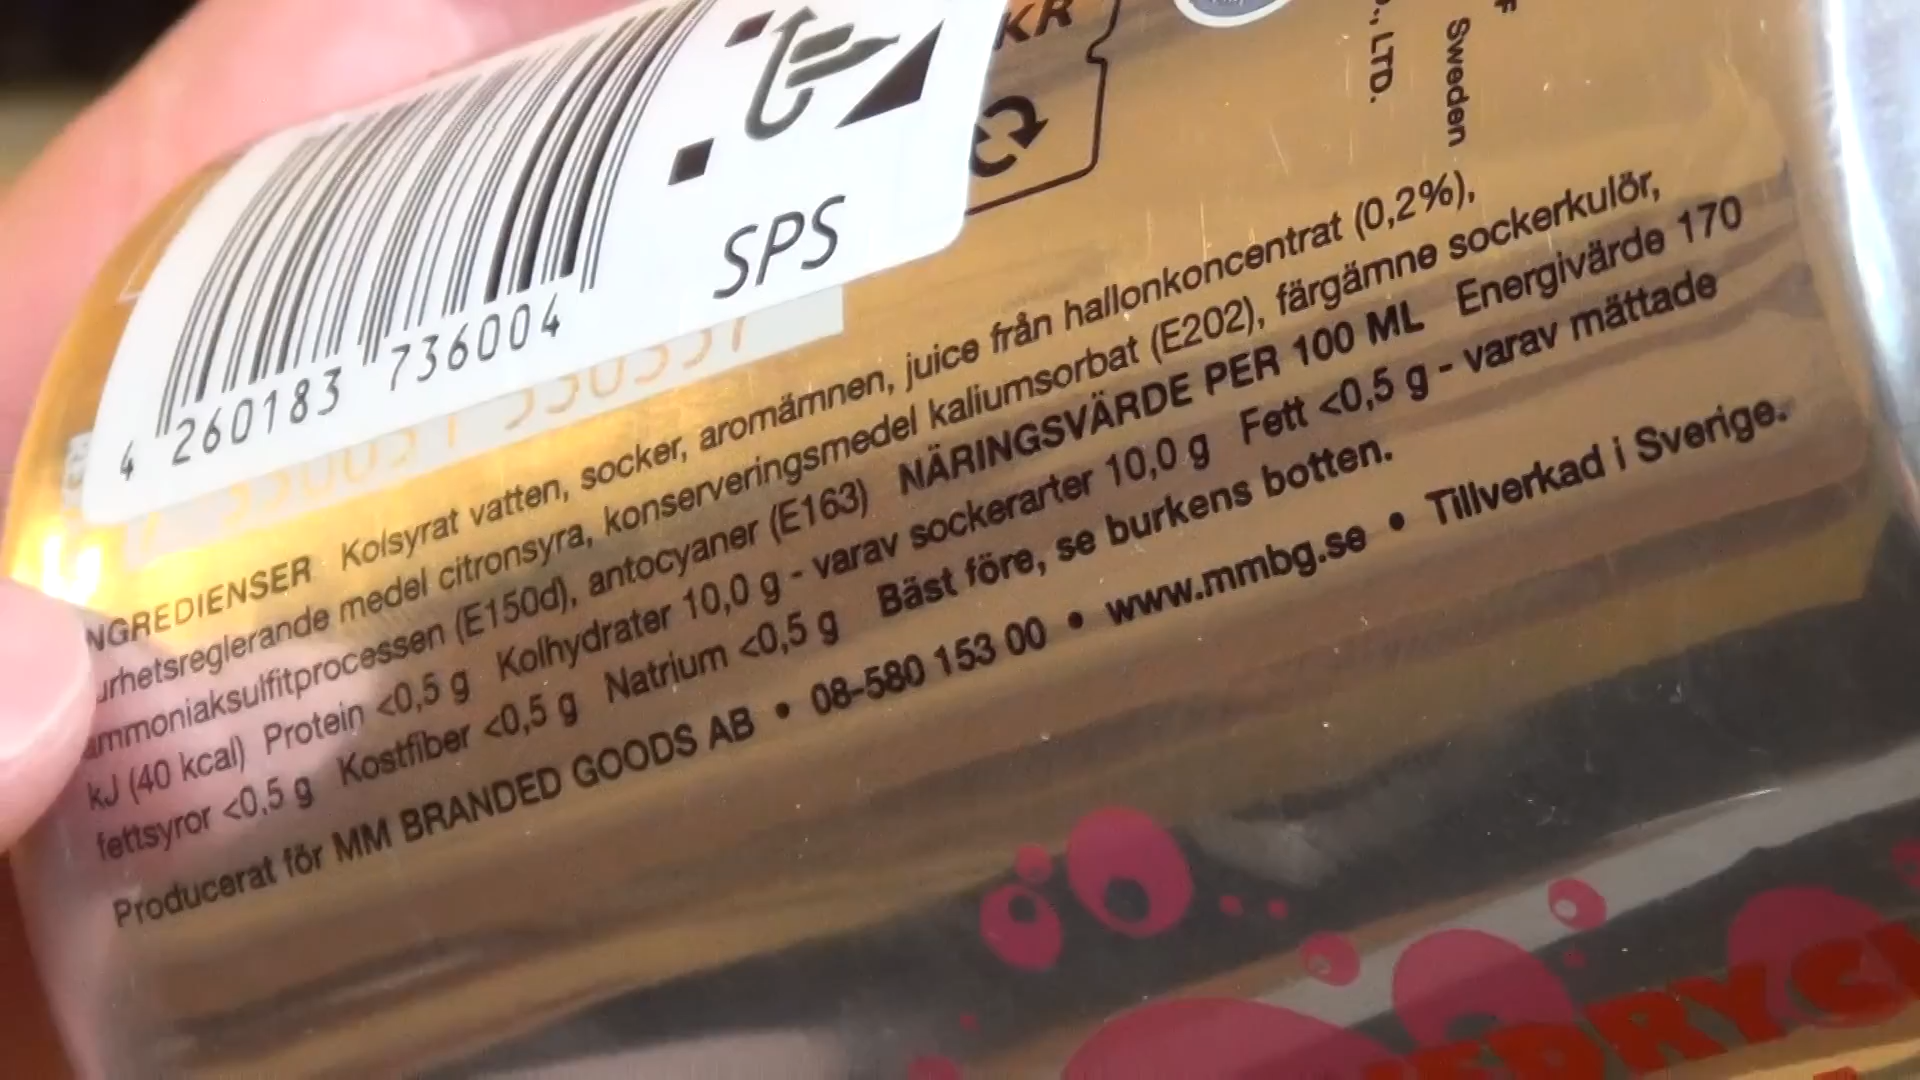 KR
, LTD.
Sweden
SPS
4 260183 736004
NGREDIENSER Kolsyrat vatten, socker, aromämnen, juice från hallonkoncentrat (0,2%),
urhetsreglerande medel citronsyra, konserveringsmedel kaliumsorbat (E202), färgämne sockerkulör,
ammoniaksulfitprocessen (E150d), antocyaner (E163) NÄRINGSVÄRDE PER 100 ML Energivärde 170
kJ (40 kcal) Protein <0,5 g Kolhydrater 10,0 g - varav sockerarter 10,0 g Fett <0,5 g - varav mättade
fettsyror <0,5 g Kostfiber <0,5 g Natrium <0,5 g Bäst före, se burkens botten.
Producerat för MM BRANDED GOODS AB • 08-580 153 00 • www.mmbg.se • Tillverkad i Sverige.